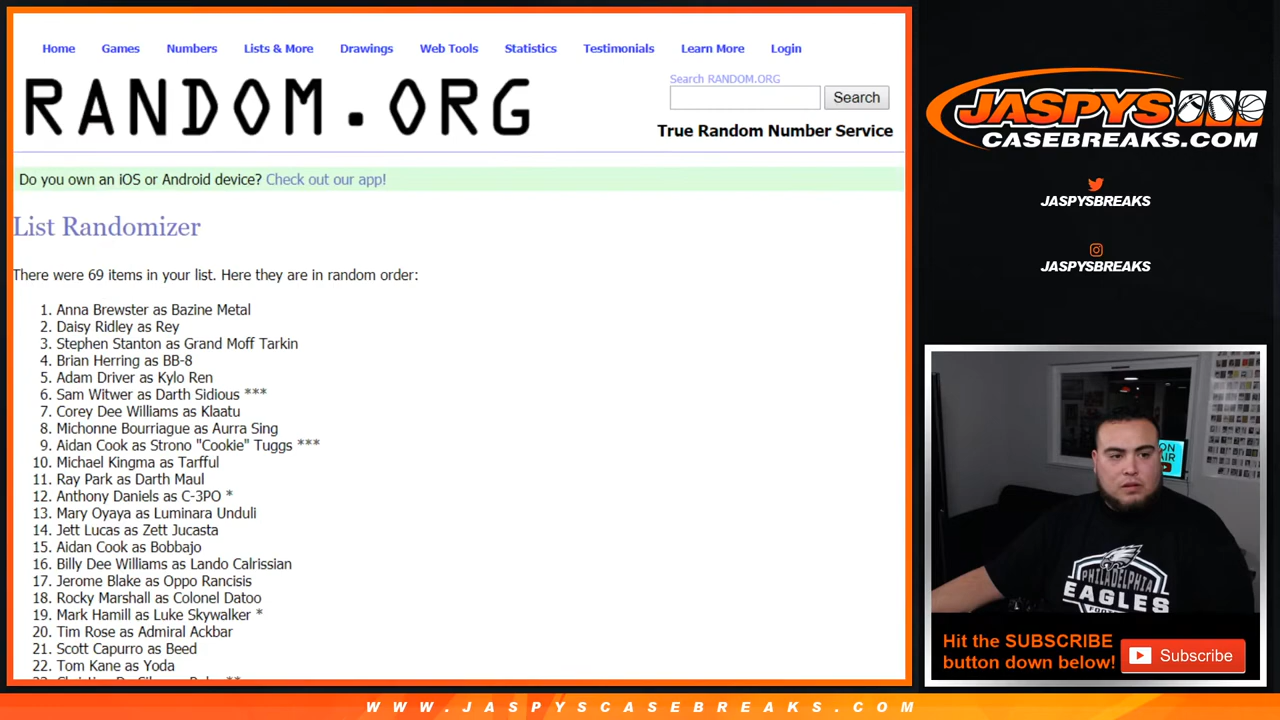 Home Games Numbers Lists & More Drawings Web Tools Statistics Testimonials Learn More Login
RANDOM.ORG
Search RANDOM.ORG
Search
True Random Number Service
Do you own an iOS or Android device? Check out our app!
List Randomizer
There were 69 items in your list. Here they are in random order:
1. Anna Brewster as Bazine Metal
2. Daisy Ridley as Rey
3. Stephen Stanton as Grand Moff Tarkin
4. Brian Herring as BB-8
5. Adam Driver as Kylo Ren
6. Sam Witwer as Darth Sidious ***
7. Corey Dee Williams as Klaatu
8. Michonne Bourriague as Aurra Sing
9. Aidan Cook as Strono "Cookie" Tuggs ***
10. Michael Kingma as Tarfful
11. Ray Park as Darth Maul
12. Anthony Daniels as C-3PO *
13. Mary Oyaya as Luminara Unduli
14. Jett Lucas as Zett Jucasta
15. Aidan Cook as Bobbajo
16. Billy Dee Williams as Lando Calrissian
17. Jerome Blake as Oppo Rancisis
18. Rocky Marshall as Colonel Datoo
19. Mark Hamill as Luke Skywalker *
20. Tim Rose as Admiral Ackbar
21. Scott Capurro as Beed
22. Tom Kane as Yoda
JASPYS
CASEBREAKS.COM
JASPYSBREAKS
JASPYSBREAKS
ON
AIR
PHILADELPHIA
EAGLES
Hit the SUBSCRIBE
button down below!
Subscribe
WWW.JASPYSCASEBREAKS.COM